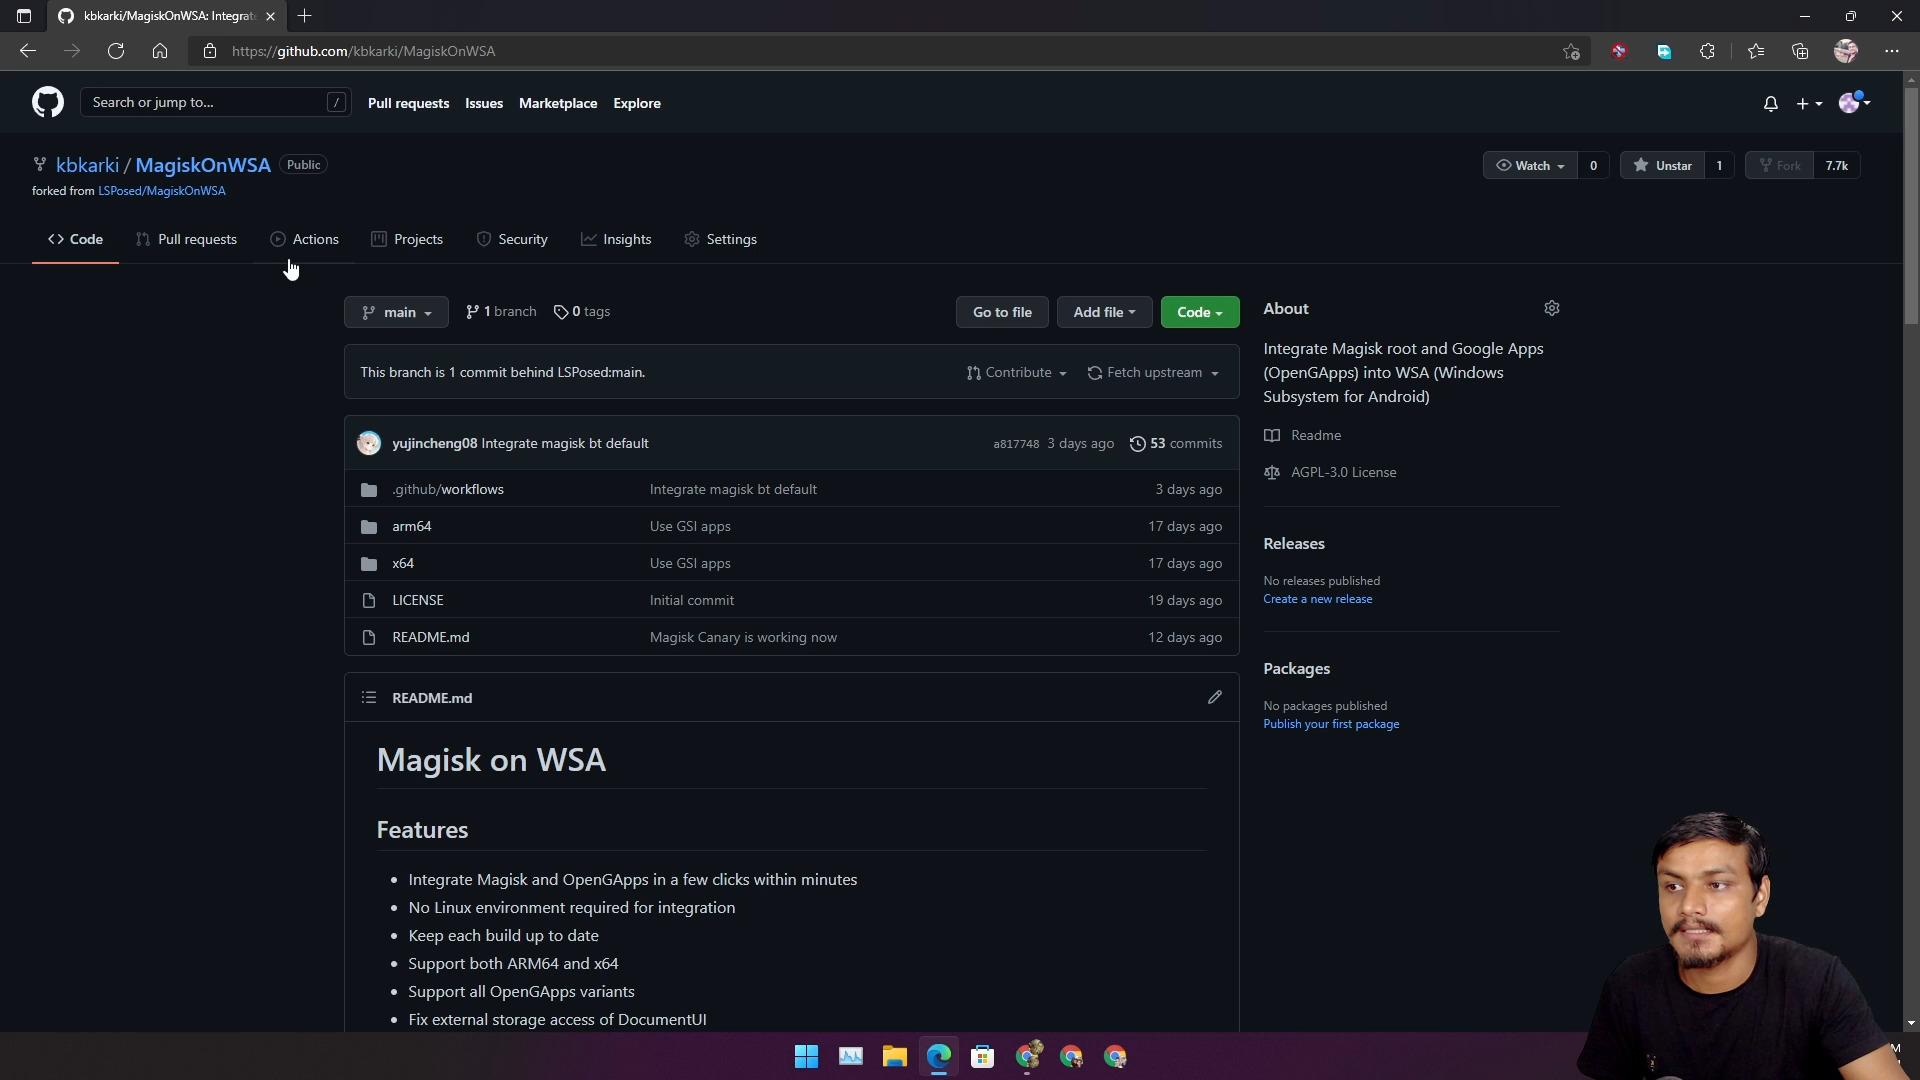 kbkarki/MagiskOnWSA: Integrat
https://github.com/kbkarki/MagiskOnWSA
Search or jump to... /
Pull requests Issues Marketplace Explore
kbkarki / MagiskOnWSA Public
Watch 0 Unstar 1 Fork 7.7k
forked from LSPosed/MagiskOnWSA
Code Pull requests Actions Projects Security Insights Settings
main 1 branch 0 tags Go to file Add file Code
This branch is 1 commit behind LSPosed:main. Contribute Fetch upstream
yujincheng08 Integrate magisk bt default a817748 3 days ago 53 commits
.github/workflows Integrate magisk bt default 3 days ago
arm64 Use GSI apps 17 days ago
x64 Use GSI apps 17 days ago
LICENSE Initial commit 19 days ago
README.md Magisk Canary is working now 12 days ago
README.md
Magisk on WSA
Features
• Integrate Magisk and OpenGApps in a few clicks within minutes
• No Linux environment required for integration
• Keep each build up to date
• Support both ARM64 and x64
• Support all OpenGApps variants
• Fix external storage access of DocumentUI
About
Integrate Magisk root and Google Apps
(OpenGApps) into WSA (Windows
Subsystem for Android)
Readme
AGPL-3.0 License
Releases
No releases published
Create a new release
Packages
No packages published
Publish your first package